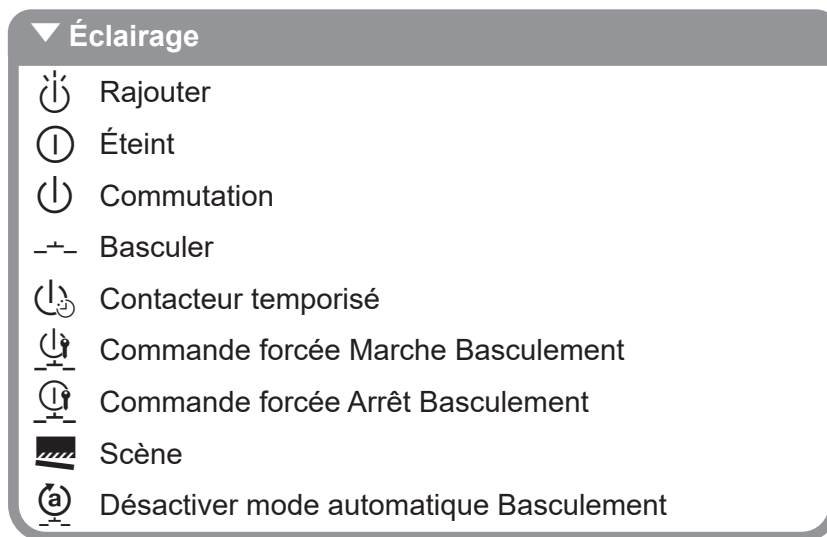 Éclairage
Rajouter
Éteint
Commutation
Basculer
Contacteur temporisé
Commande forcée Marche Basculement
Commande forcée Arrêt Basculement
Scène
a Désactiver mode automatique Basculement